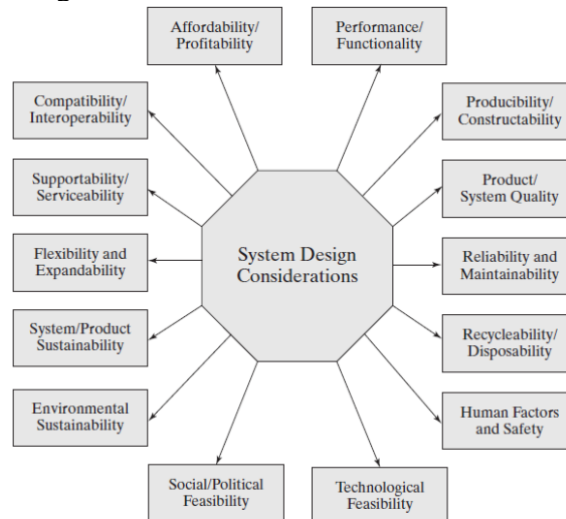 Affordability/
Profitability
Performance/
Functionality
Compatibility/
Interoperability
Producibility/
Constructability
Supportability/
Serviceability
Product/
System Quality
Flexibility and
Expandability
System Design
Considerations
Reliability and
Maintainability
System/Product
Sustainability
Recycleability/
Disposability
Environmental
Sustainability
Human Factors
and Safety
Social/Political
Feasibility
Technological
Feasibility